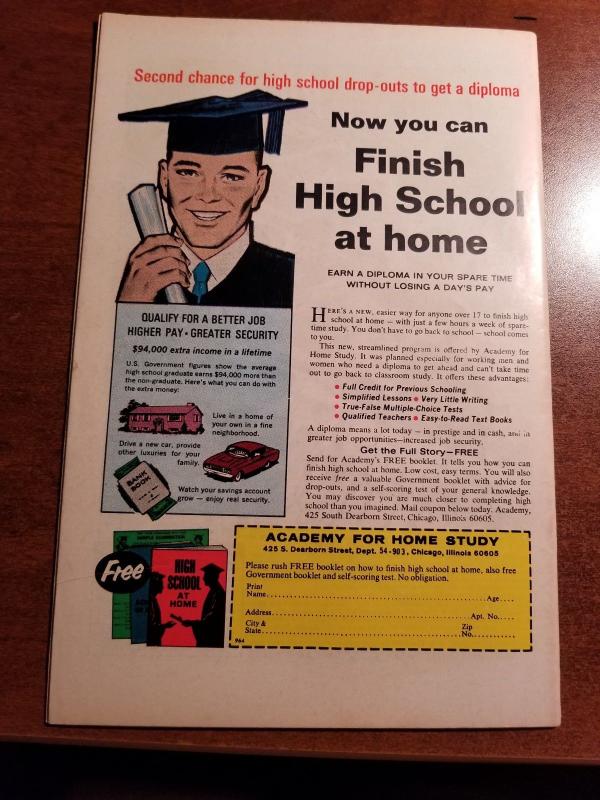 Second chance for high school drop-outs to get a diploma
Now you can
Finish
High School
at home
EARN A DIPLOMA IN YOUR SPARE TIME
WITHOUT LOSING A DAY'S PAY
QUALIFY FOR A BETTER JOB
HIGHER PAY · GREATER SECURITY
$94,000 extra income in a lifetime
U.S. Government figures show the average
high school graduate earns $94,000 more than
the non-graduate. Here's what you can do with
the extra money:
Live in a home of
your own in a fine
neighborhood.
Drive a new car, provide
other luxuries for your
family.
BANK
BOOK
Watch your savings account
grow — enjoy real security.
HERE'S A NEW, easier way for anyone over 17 to finish high
school at home — with just a few hours a week of spare-
time study. You don't have to go back to school — school comes
to you.
This new, streamlined program is offered by Academy for
Home Study. It was planned especially for working men and
women who need a diploma to get ahead and can't take time
out to go back to classroom study. It offers these advantages:
• Full Credit for Previous Schooling
• Simplified Lessons • Very Little Writing
• True-False Multiple-Choice Tests
• Qualified Teachers • Easy-to-Read Text Books
A diploma means a lot today – in prestige and in cash, and in
greater job opportunities—increased job security.
Get the Full Story—FREE
Send for Academy's FREE booklet. It tells you how you can
finish high school at home. Low cost, easy terms. You will also
receive free a valuable Government booklet with advice for
drop-outs, and a self-scoring test of your general knowledge.
You may discover you are much closer to completing high
school than you imagined. Mail coupon below today. Academy,
425 South Dearborn Street, Chicago, Illinois 60605.
Free
HIGH
SCHOOL
AT
HOME
ACADEMY FOR HOME STUDY
425 S. Dearborn Street, Dept. 54-903, Chicago, Illinois 60605
Please rush FREE booklet on how to finish high school at home, also free
Government booklet and self-scoring test. No obligation.
Print
Name Age
Address Apt. No.
City & Zip
State No.
964